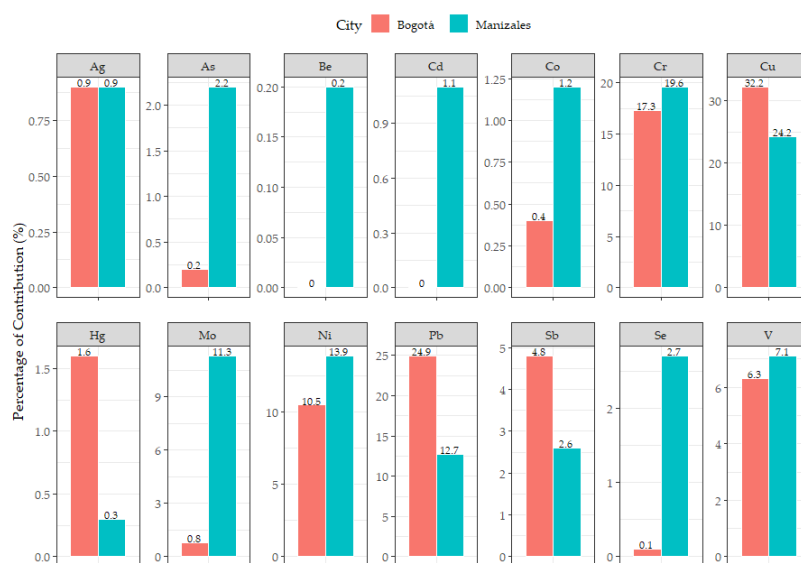 City Bogotá Manizales
Ag As Be Cd Co Cr Cu
0.9 0.9 2.2 0.2 1.1 1.2 17.3 19.6 32.2 24.2
0.2 0 0 0.4
0.75 0.50 0.25 0.00
2.0 1.5 1.0 0.5 0.0
0.20 0.15 0.10 0.05 0.00
0.9 0.6 0.3 0.0
1.25 1.00 0.75 0.50 0.25 0.00
20 15 10 5 0
30 20 10 0
Percentage of Contribution (%)
Hg Mo Ni Pb Sb Se V
1.6 0.3 0.8 11.3 10.5 13.9 24.9 12.7 4.8 2.6 0.1 2.7 6.3 7.1
1.5 1.0 0.5 0.0
9 6 3 0
10 5 0
25 20 15 10 5 0
5 4 3 2 1 0
2 1 0
6 4 2 0